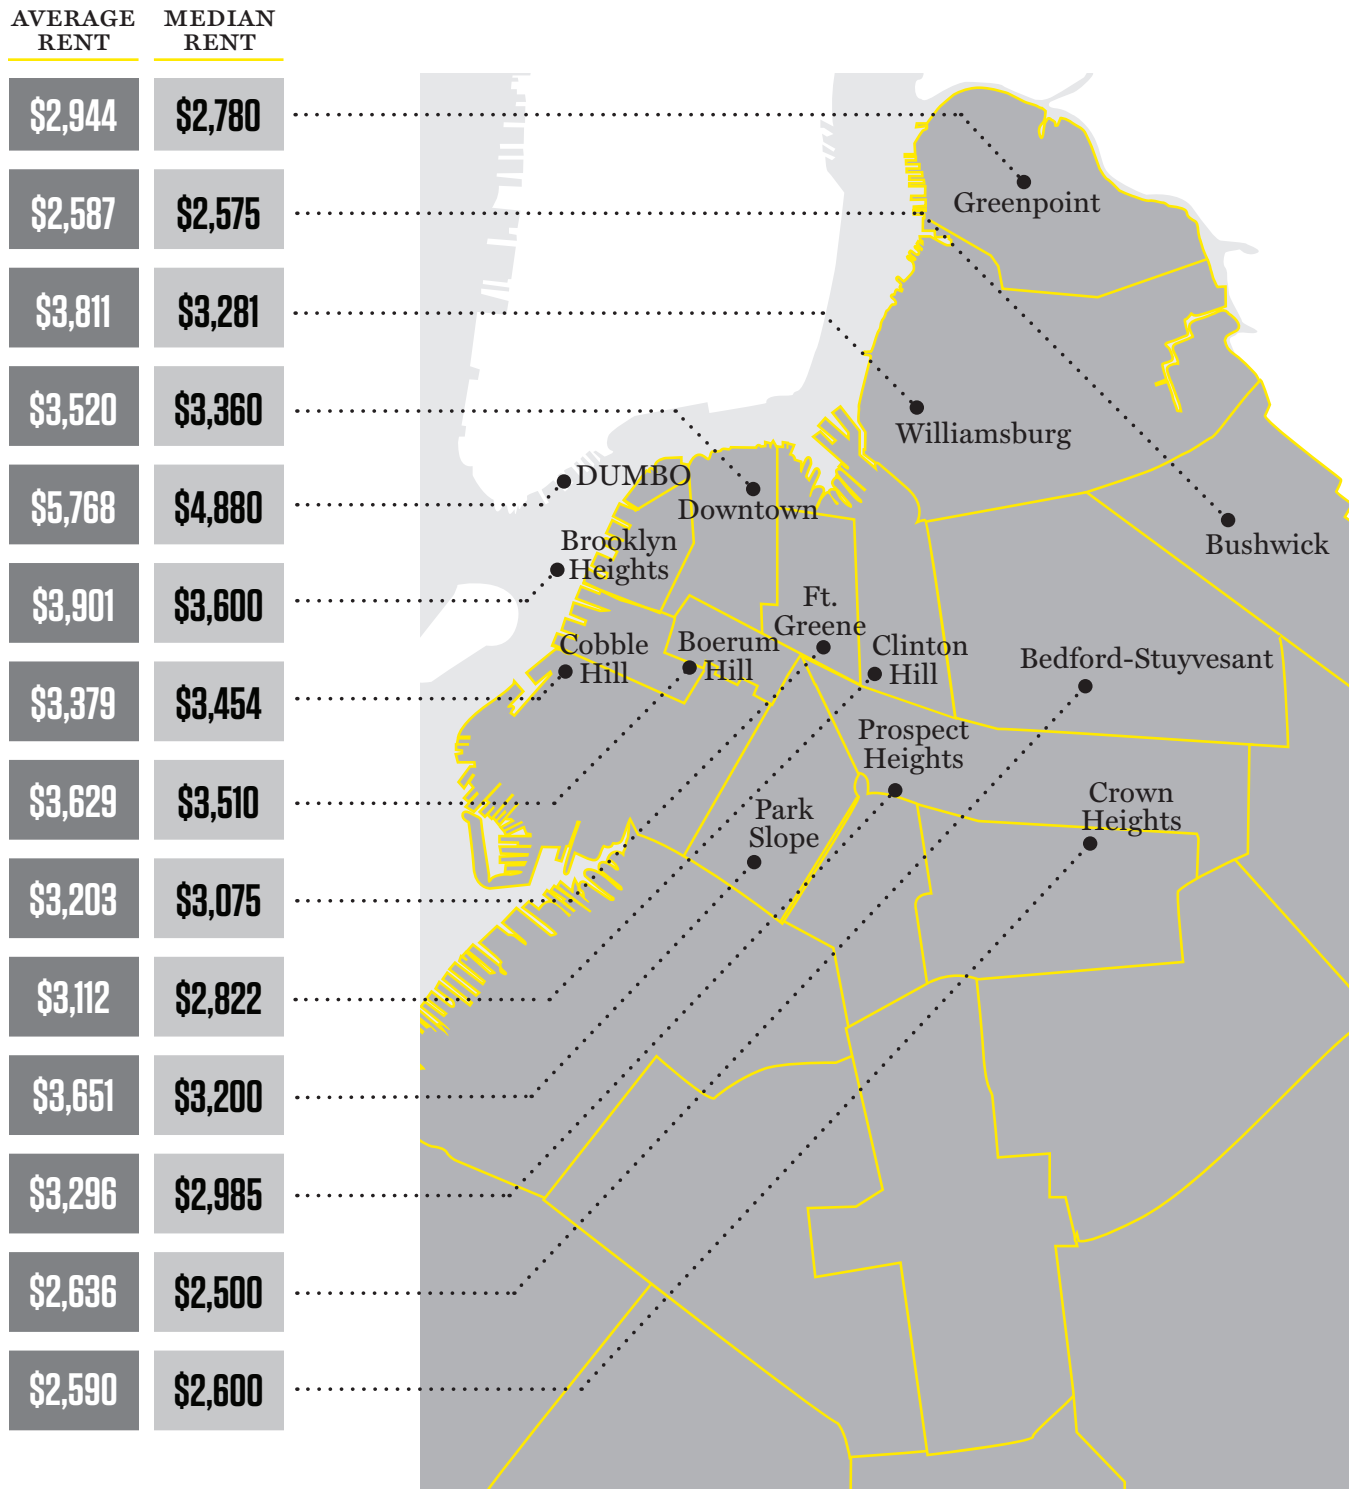 AVERAGE
RENT
MEDIAN
RENT
$2,944 $2,780
$2,587 $2,575
$3,811 $3,281
$3,520 $3,360
$5,768 $4,880
$3,901 $3,600
$3,379 $3,454
$3,629 $3,510
$3,203 $3,075
$3,112 $2,822
$3,651 $3,200
$3,296 $2,985
$2,636 $2,500
$2,590 $2,600
Greenpoint
Williamsburg
DUMBO
Downtown
Bushwick
Brooklyn
Heights
Ft.
Greene
Cobble
Hill
Boerum
Hill
Clinton
Hill
Bedford-Stuyvesant
Prospect
Heights
Park
Slope
Crown
Heights